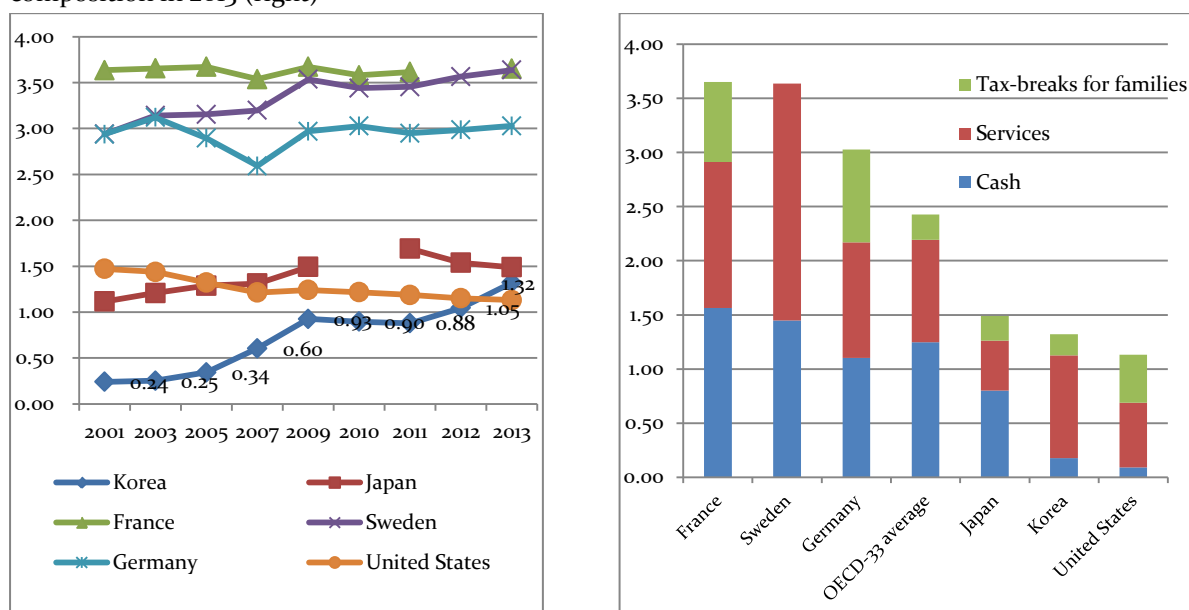 composition in 2013 (right)
4.00
3.50
3.00
2.50
2.00
1.50
1.00
0.50
0.00
0.24
0.25
0.34
0.60
0.93
0.90
0.88
1.05
1.32
2001 2003 2005 2007 2009 2010 2011 2012 2013
Korea Japan
France Sweden
Germany United States
4.00
3.50
3.00
2.50
2.00
1.50
1.00
0.50
0.00
Tax-breaks for families
Services
Cash
France
Sweden
Germany
OECD-33 average
Japan
Korea
United States